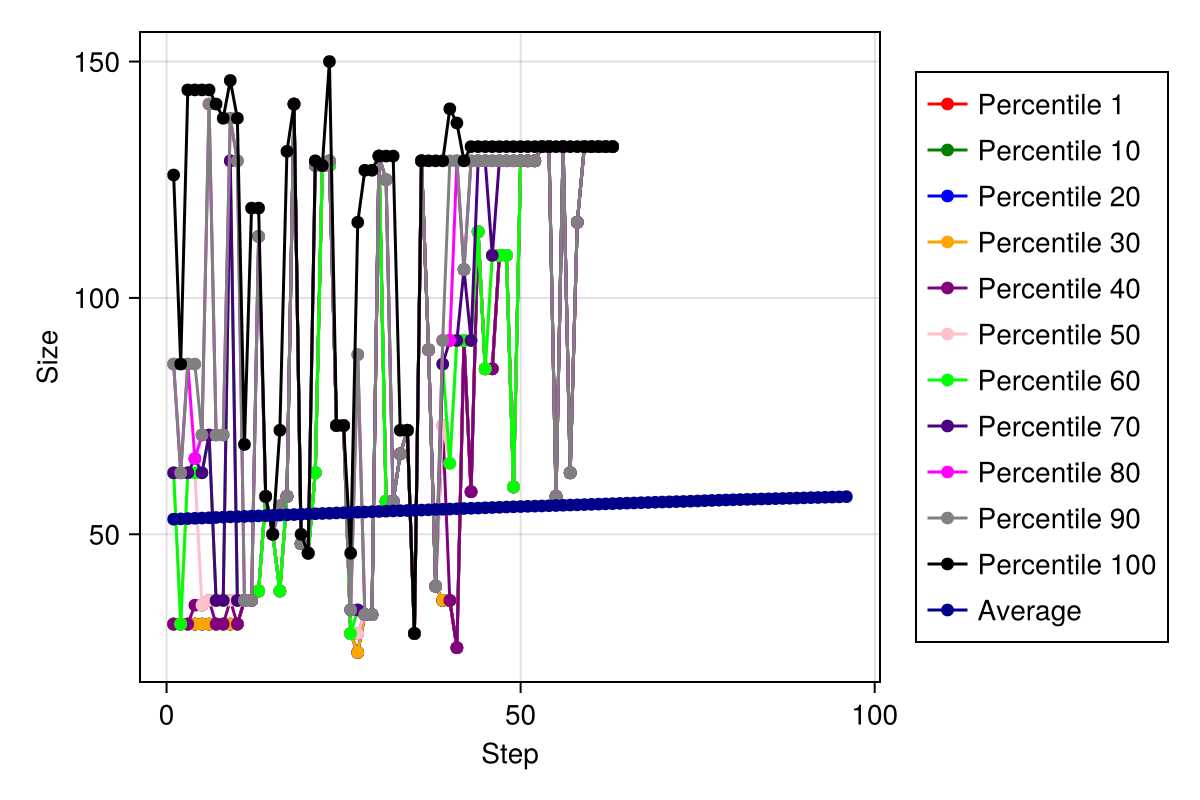 150
100
50
Size
0
50
100
Step
Percentile 1
Percentile 10
Percentile 20
Percentile 30
Percentile 40
Percentile 50
Percentile 60
Percentile 70
Percentile 80
Percentile 90
Percentile 100
Average